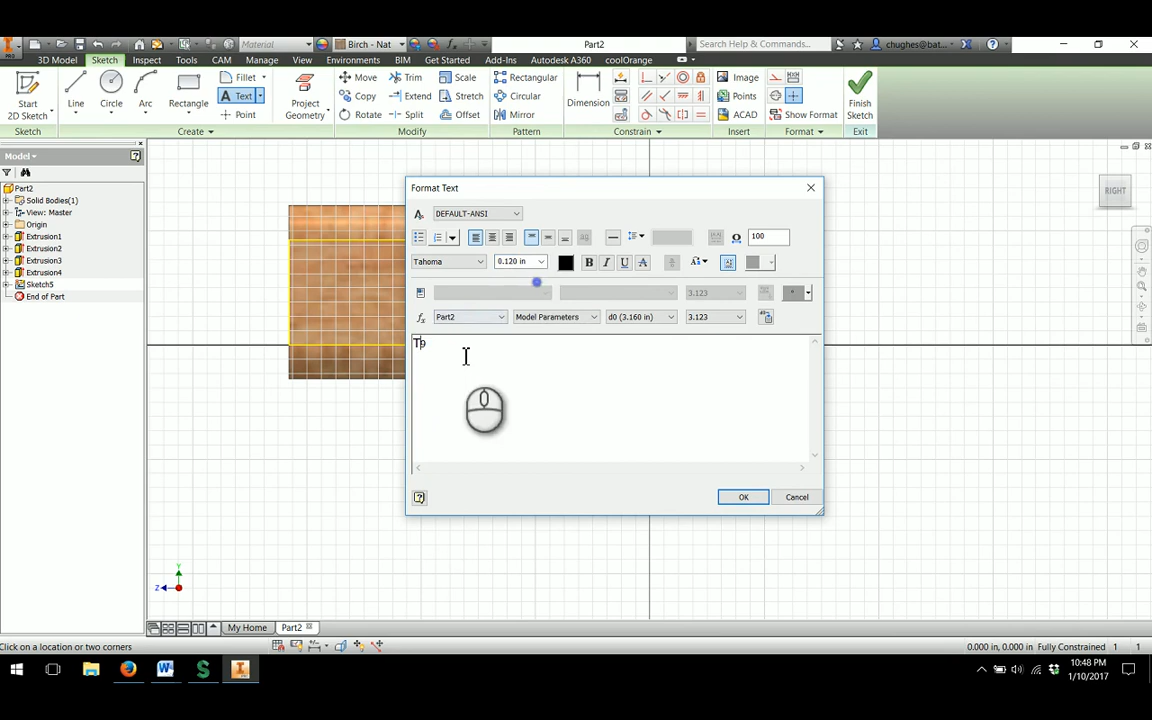 Material
Birch - Nat
Part2
Search Help & Commands...
chughes@bat...
PRO
3D Model
Sketch
Inspect
Tools
CAM
Manage
View
Environments
BIM
Get Started
Add-Ins
Autodesk A360
coolOrange
Start
2D Sketch
Line
Circle
Arc
Rectangle
Fillet
Text
Point
Project
Geometry
Move
Copy
Rotate
Trim
Extend
Split
Scale
Stretch
Offset
Rectangular
Circular
Mirror
Dimension
Image
Points
ACAD
Show Format
Finish
Sketch
Sketch
Create
Modify
Pattern
Constrain
Insert
Format
Exit
Model
Part2
Solid Bodies(1)
View: Master
Origin
Extrusion1
Extrusion2
Extrusion3
Extrusion4
Sketch5
End of Part
RIGHT
Format Text
DEFAULT-ANSI
100
Tahoma
0.120 in
B I U A
3.123
Part2
Model Parameters
d0 (3.160 in)
3.123
Tp
OK
Cancel
Y
Z
My Home
Part2
Click on a location or two corners
0.000 in, 0.000 in Fully Constrained 1 1
10:48 PM
1/10/2017